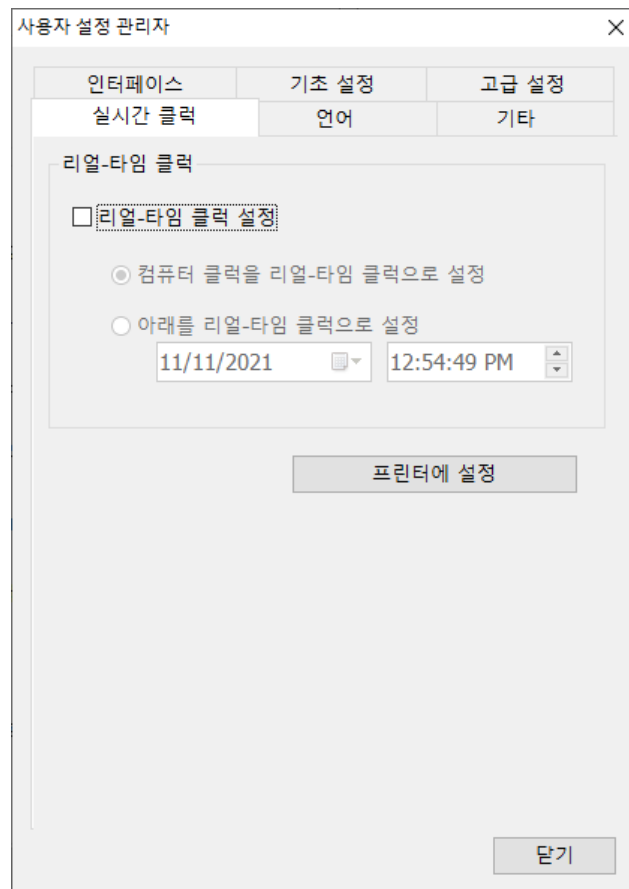 사용자 설정 관리자
인터페이스 기초 설정 고급 설정
실시간 클럭 언어 기타
리얼-타임 클럭
리얼-타임 클럭 설정
컴퓨터 클럭을 리얼-타임 클럭으로 설정
아래를 리얼-타임 클럭으로 설정
11/11/2021 12:54:49 PM
프린터에 설정
닫기